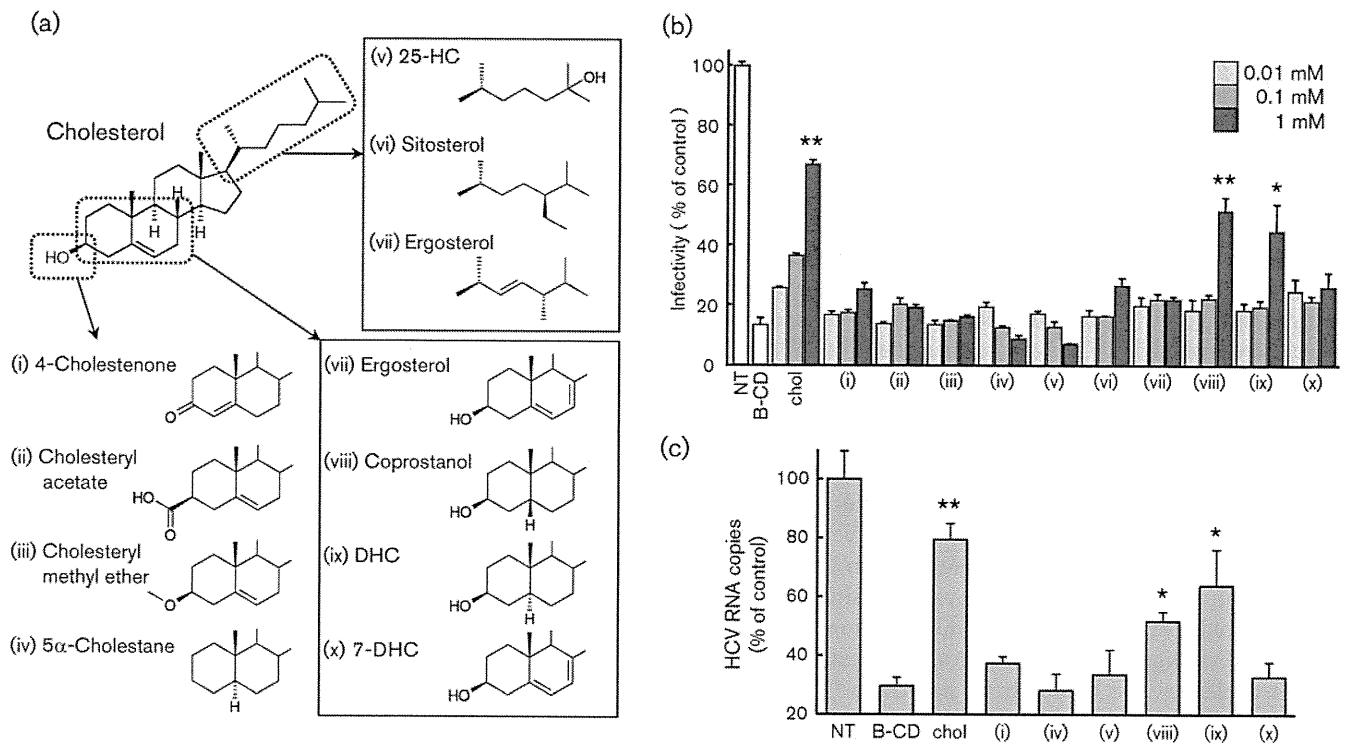 (a)
Cholesterol
H
H
H
H
HO
(v) 25-HC
OH
(vi) Sitosterol
(vii) Ergosterol
(i) 4-Cholestenone
O
(ii) Cholesteryl
acetate
HO
O
(iii) Cholesteryl
methyl ether
O
(iv) 5α-Cholestane
H
(vii) Ergosterol
HO
(viii) Coprostanol
HO
H
(ix) DHC
HO
H
(x) 7-DHC
HO
(b)
Infectivity ( % of control)
100
80
60
40
20
0
**
**
*
0.01 mM
0.1 mM
1 mM
NT
B-CD
chol
(i)
(ii)
(iii)
(iv)
(v)
(vi)
(vii)
(viii)
(ix)
(x)
(c)
HCV RNA copies
(% of control)
100
80
60
40
20
**
*
*
NT
B-CD
chol
(i)
(iv)
(v)
(viii)
(ix)
(x)